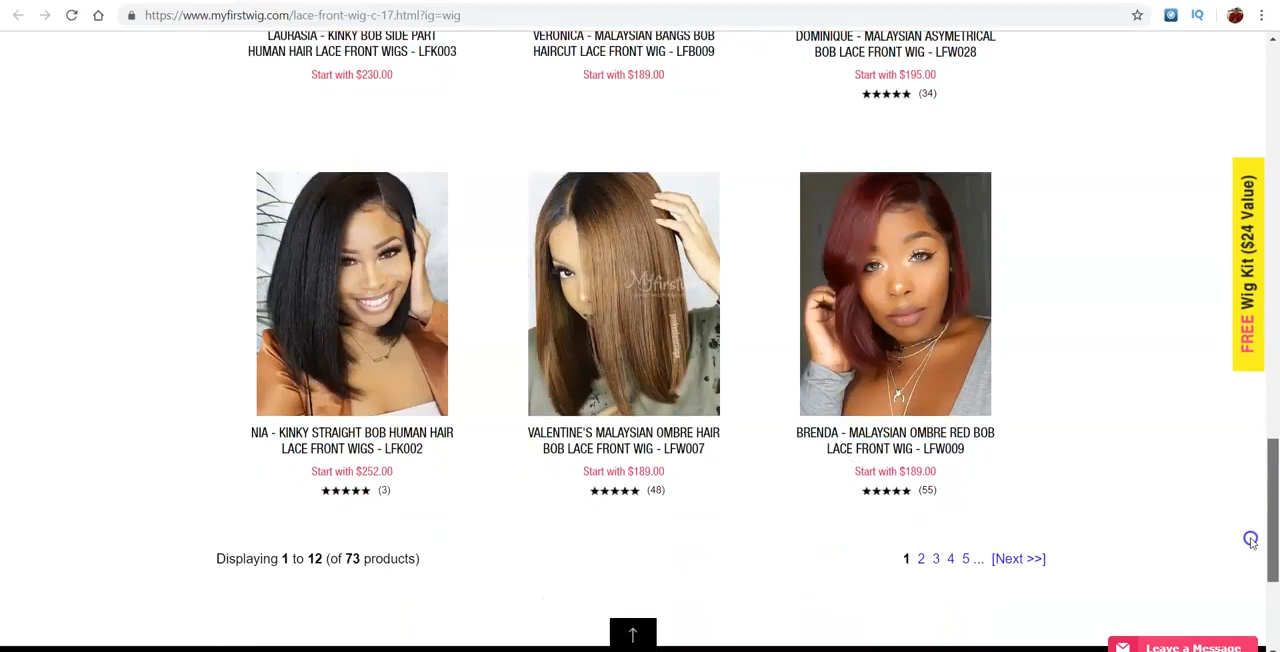 https://www.myfirstwig.com/lace-front-wig-c-17.html?ig=wig
IQ
LAURASIA - KINKY BOB SIDE PART
HUMAN HAIR LACE FRONT WIGS - LFK003
Start with $230.00
VERONICA - MALAYSIAN BANGS BOB
HAIRCUT LACE FRONT WIG - LFB009
Start with $189.00
DOMINIQUE - MALAYSIAN ASYMETRICAL
BOB LACE FRONT WIG - LFW028
Start with $195.00
★★★★★ (34)
FREE Wig Kit ($24 Value)
NIA - KINKY STRAIGHT BOB HUMAN HAIR
LACE FRONT WIGS - LFK002
Start with $252.00
★★★★★ (3)
VALENTINE'S MALAYSIAN OMBRE HAIR
BOB LACE FRONT WIG - LFW007
Start with $189.00
★★★★★ (48)
BRENDA - MALAYSIAN OMBRE RED BOB
LACE FRONT WIG - LFW009
Start with $189.00
★★★★★ (55)
Displaying 1 to 12 (of 73 products)
1 2 3 4 5 ... [Next >>]
Leave a Message